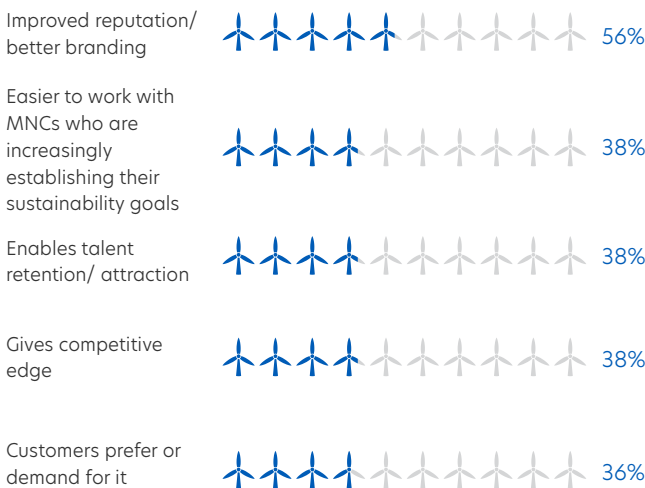 Improved reputation/
better branding
56%
Easier to work with
MNCs who are
increasingly
establishing their
sustainability goals
38%
Enables talent
retention/ attraction
38%
Gives competitive
edge
38%
Customers prefer or
demand for it
36%